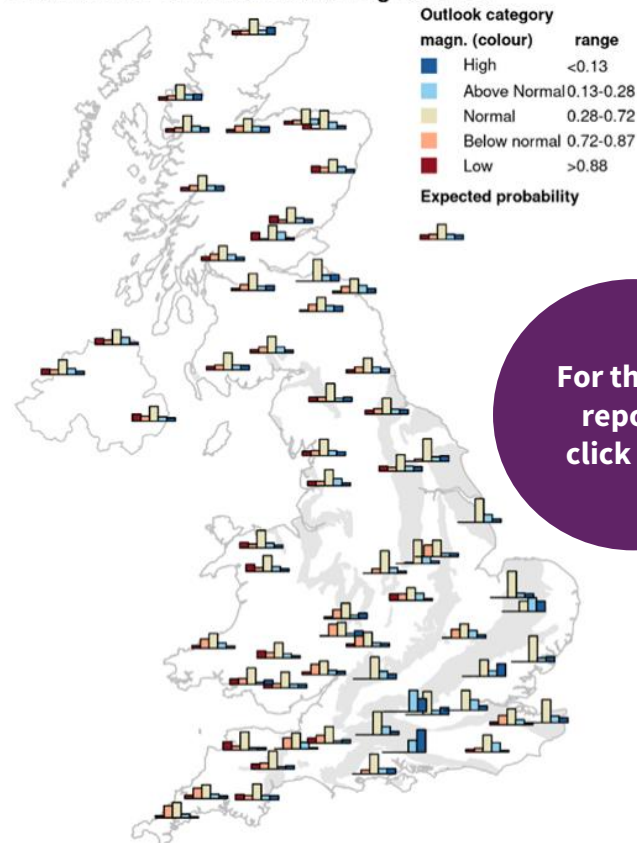 Outlook category
magn. (colour) range
High <0.13
Above Normal 0.13-0.28
Normal 0.28-0.72
Below normal 0.72-0.87
Low >0.88
Expected probability
For th
repo
click